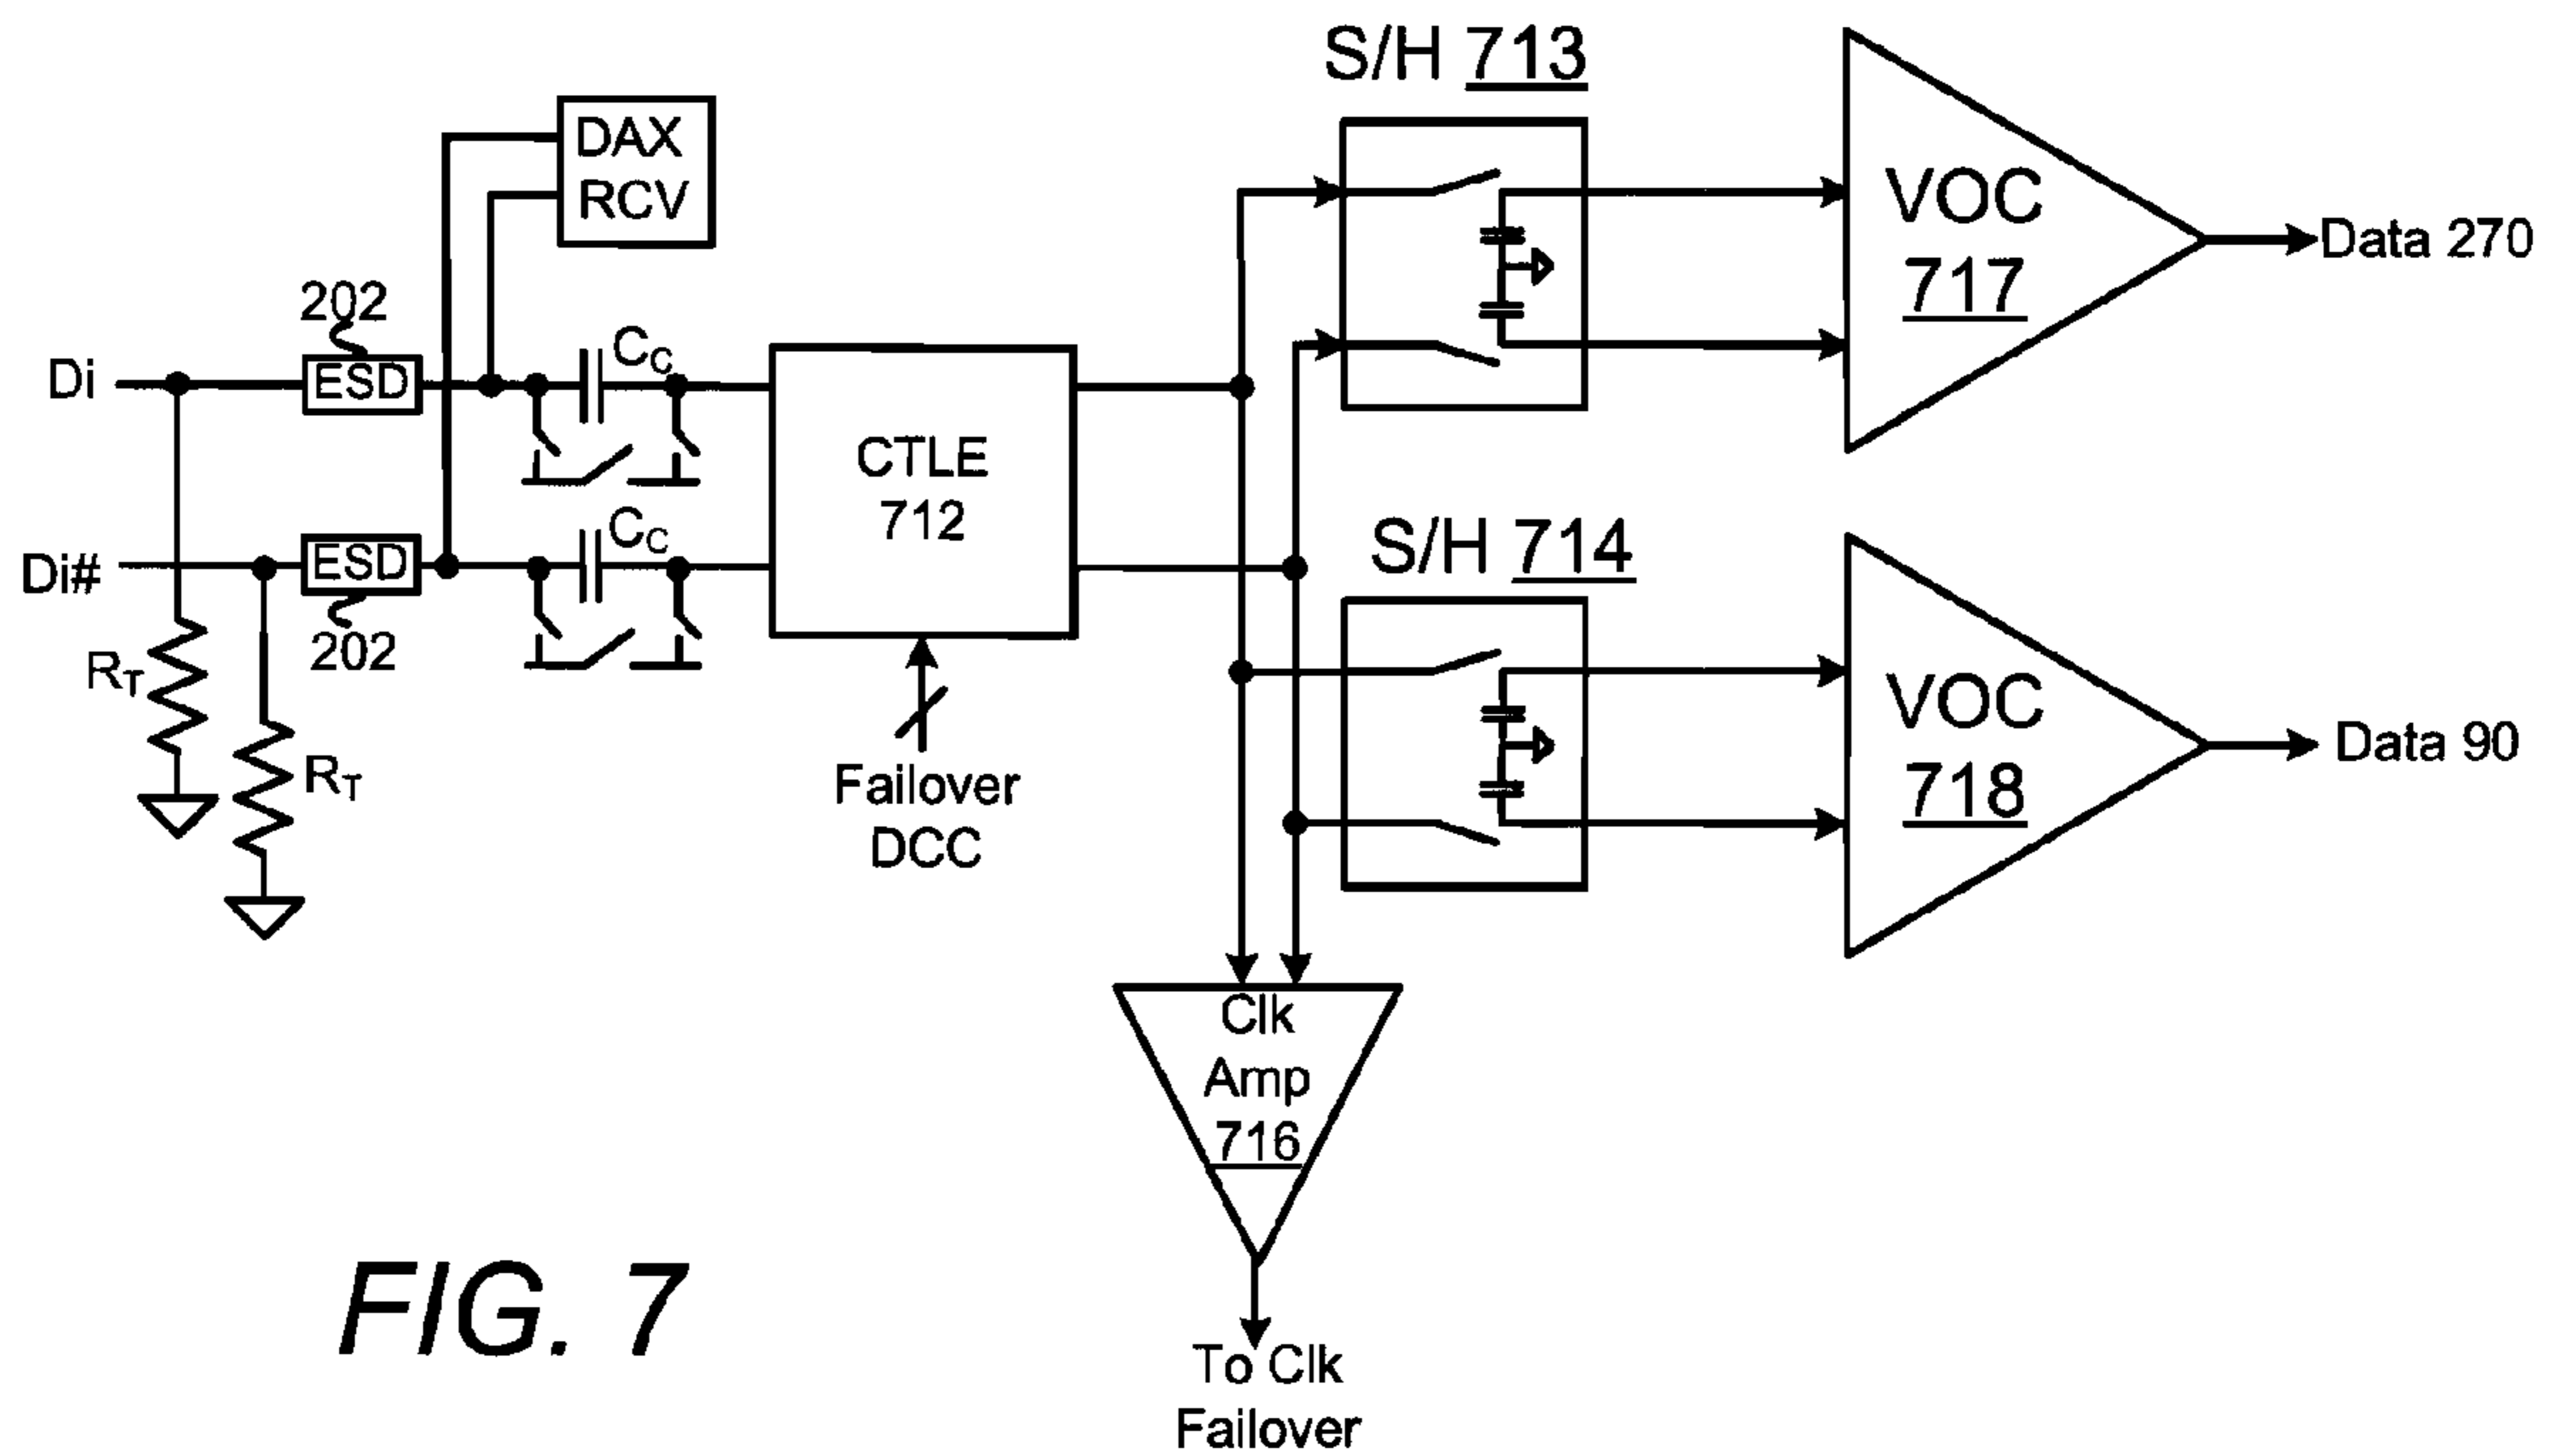 S/H 713
DAX
RCV
VOC
717
Data 270
202
Di
ESD
CC
CTLE
712
Di#
ESD
CC
202
S/H 714
RT
RT
Failover
DCC
VOC
718
Data 90
Clk
Amp
716
To Clk
Failover
FIG. 7